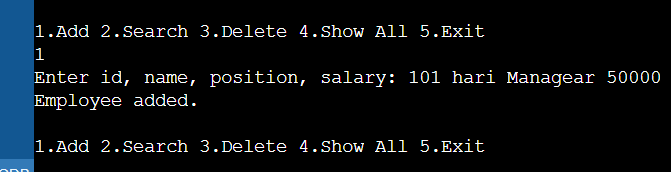 1.Add 2.Search 3.Delete 4.Show All 5.Exit
1
Enter id, name, position, salary: 101 hari Managear 50000
Employee added.
1.Add 2.Search 3.Delete 4.Show All 5.Exit